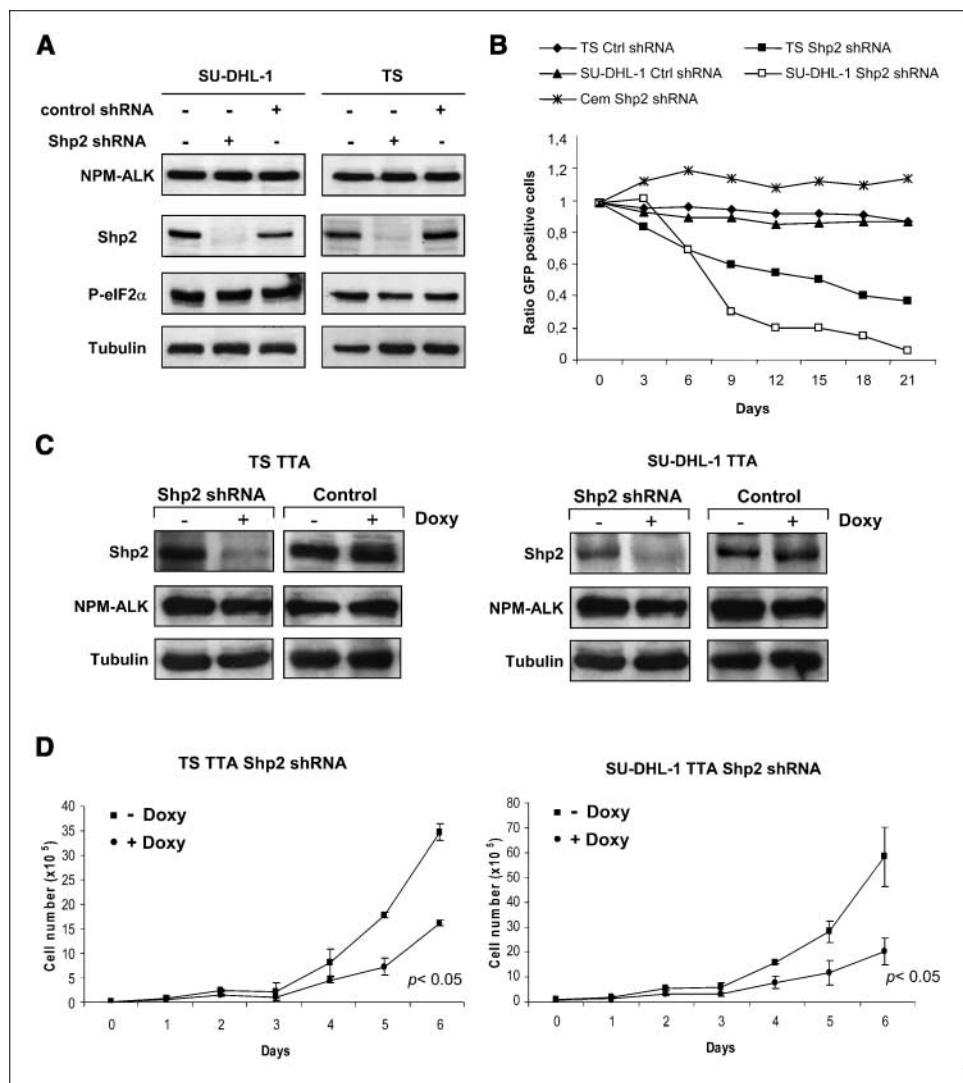 A
SU-DHL-1 TS
control shRNA - - + - - +
Shp2 shRNA - + - - + -
NPM-ALK
Shp2
P-eIF2α
Tubulin
B
TS Ctrl shRNA TS Shp2 shRNA
SU-DHL-1 Ctrl shRNA SU-DHL-1 Shp2 shRNA
Cem Shp2 shRNA
Ratio GFP positive cells
1,4
1,2
1
0,8
0,6
0,4
0,2
0
0 3 6 9 12 15 18 21
Days
C
TS TTA
Shp2 shRNA Control
- + - + Doxy
Shp2
NPM-ALK
Tubulin
SU-DHL-1 TTA
Shp2 shRNA Control
- + - + Doxy
Shp2
NPM-ALK
Tubulin
D
TS TTA Shp2 shRNA
- Doxy
+ Doxy
Cell number (x10 5)
40
35
30
25
20
15
10
5
0
p< 0.05
0 1 2 3 4 5 6
Days
SU-DHL-1 TTA Shp2 shRNA
- Doxy
+ Doxy
Cell number (x10 5)
80
70
60
50
40
30
20
10
0
p< 0.05
0 1 2 3 4 5 6
Days